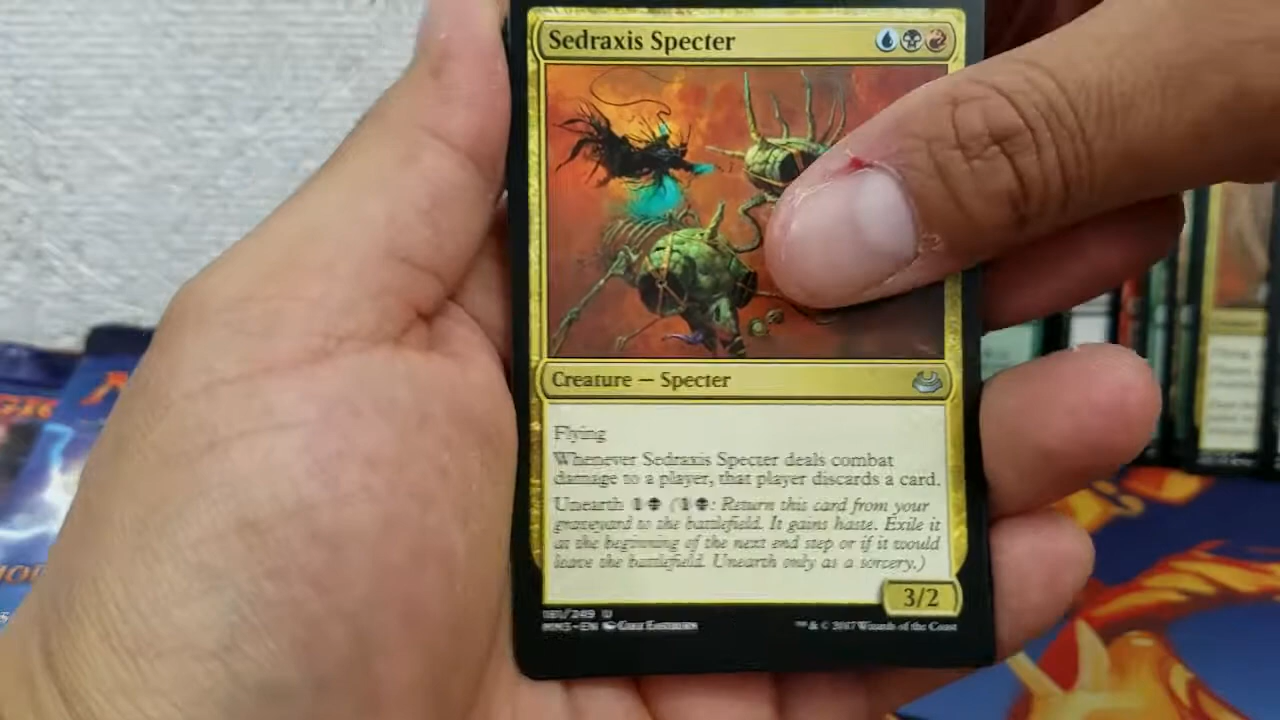 Sedraxis Specter
Creature — Specter
Flying
Whenever Sedraxis Specter deals combat
damage to a player, that player discards a card.
Unearth 1 (1 : Return this card from your
graveyard to the battlefield. It gains haste. Exile it
at the beginning of the next end step or if it would
leave the battlefield. Unearth only as a sorcery.)
3/2
181/249 U
MM3 • EN Cole Eastburn
™ & © 2017 Wizards of the Coast